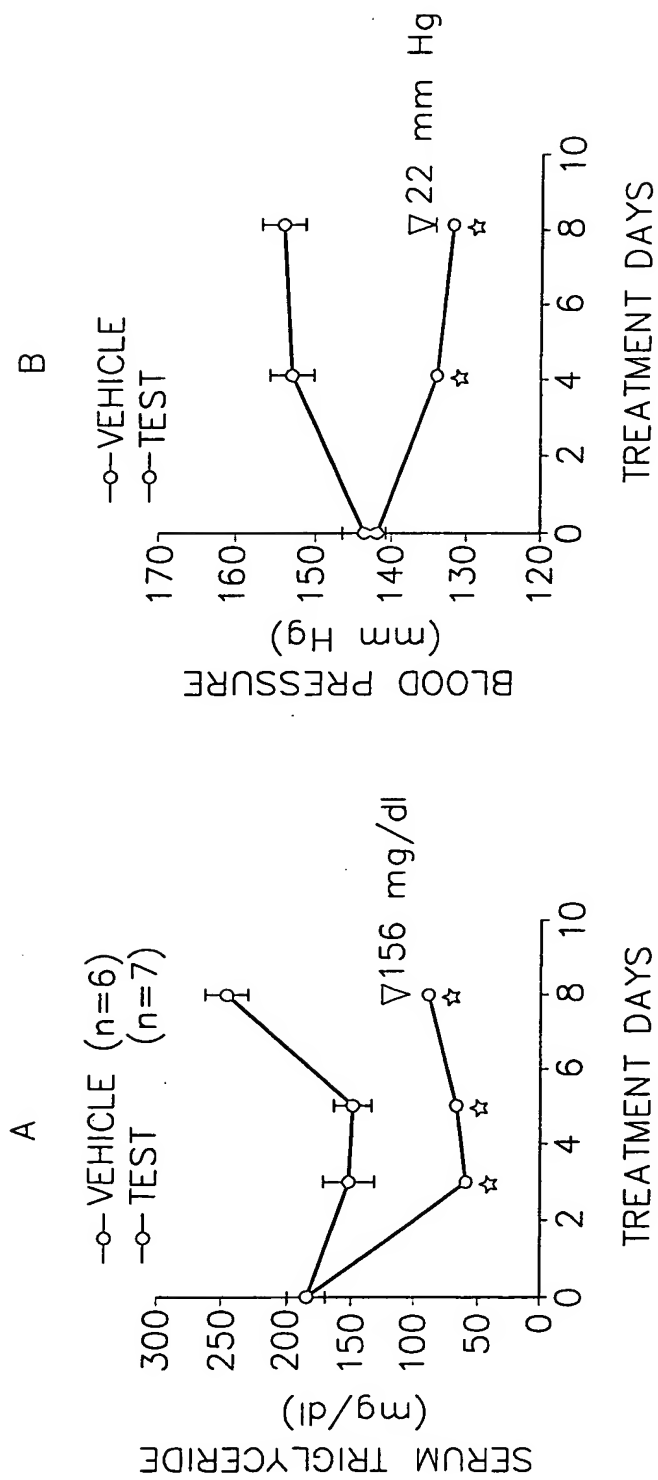 A
VEHICLE (n=6)
TEST (n=7)
SERUM TRIGLYCERIDE
(mg/dl)
300
250
200
150
100
50
0
▽156 mg/dl
0 2 4 6 8 10
TREATMENT DAYS
B
VEHICLE
TEST
BLOOD PRESSURE
(mm Hg)
170
160
150
140
130
120
▽22 mm Hg
0 2 4 6 8 10
TREATMENT DAYS